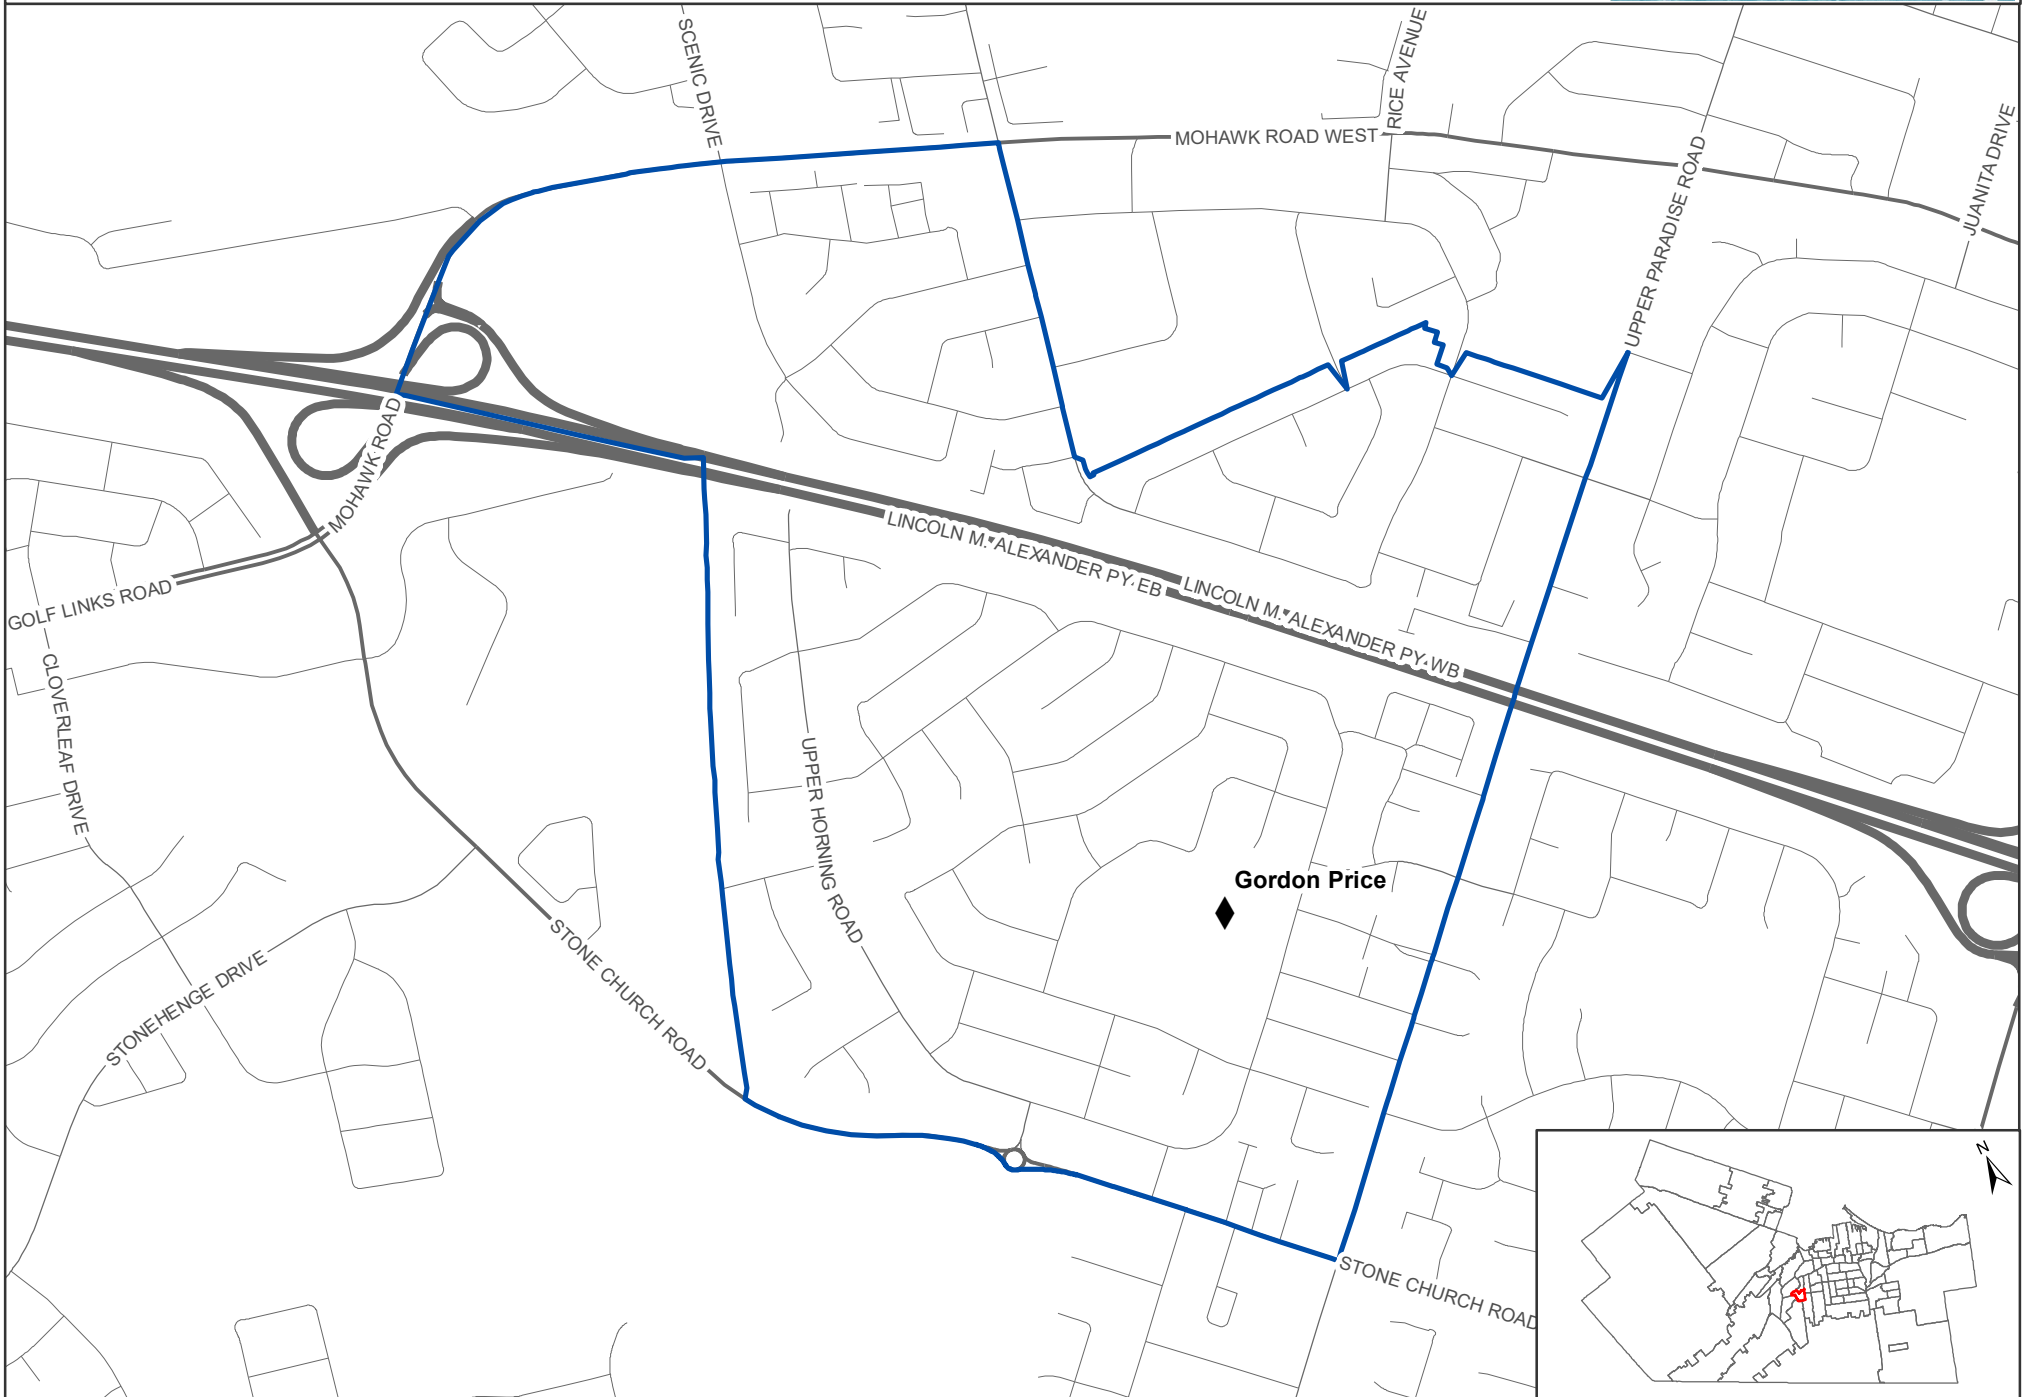 SCENIC DRIVE
RICE AVENUE
MOHAWK ROAD WEST
UPPER PARADISE ROAD
JUANITA DRIVE
MOHAWK ROAD
LINCOLN M. ALEXANDER PY EB
LINCOLN M. ALEXANDER PY WB
GOLF LINKS ROAD
CLOVERLEAF DRIVE
UPPER HORNING ROAD
Gordon Price
STONE CHURCH ROAD
STONEHENGE DRIVE
STONE CHURCH ROAD
N